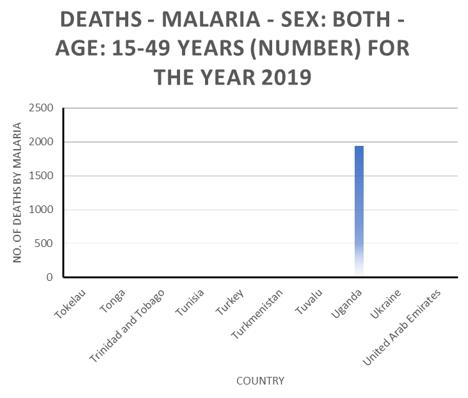 DEATHS - MALARIA - SEX: BOTH -
AGE: 15-49 YEARS (NUMBER) FOR
THE YEAR 2019
NO. OF DEATHS BY MALARIA
2500
2000
1500
1000
500
0
Tokelau
Tonga
Trinidad and Tobago
Tunisia
Turkey
Turkmenistan
Tuvalu
Uganda
Ukraine
United Arab Emirates
COUNTRY